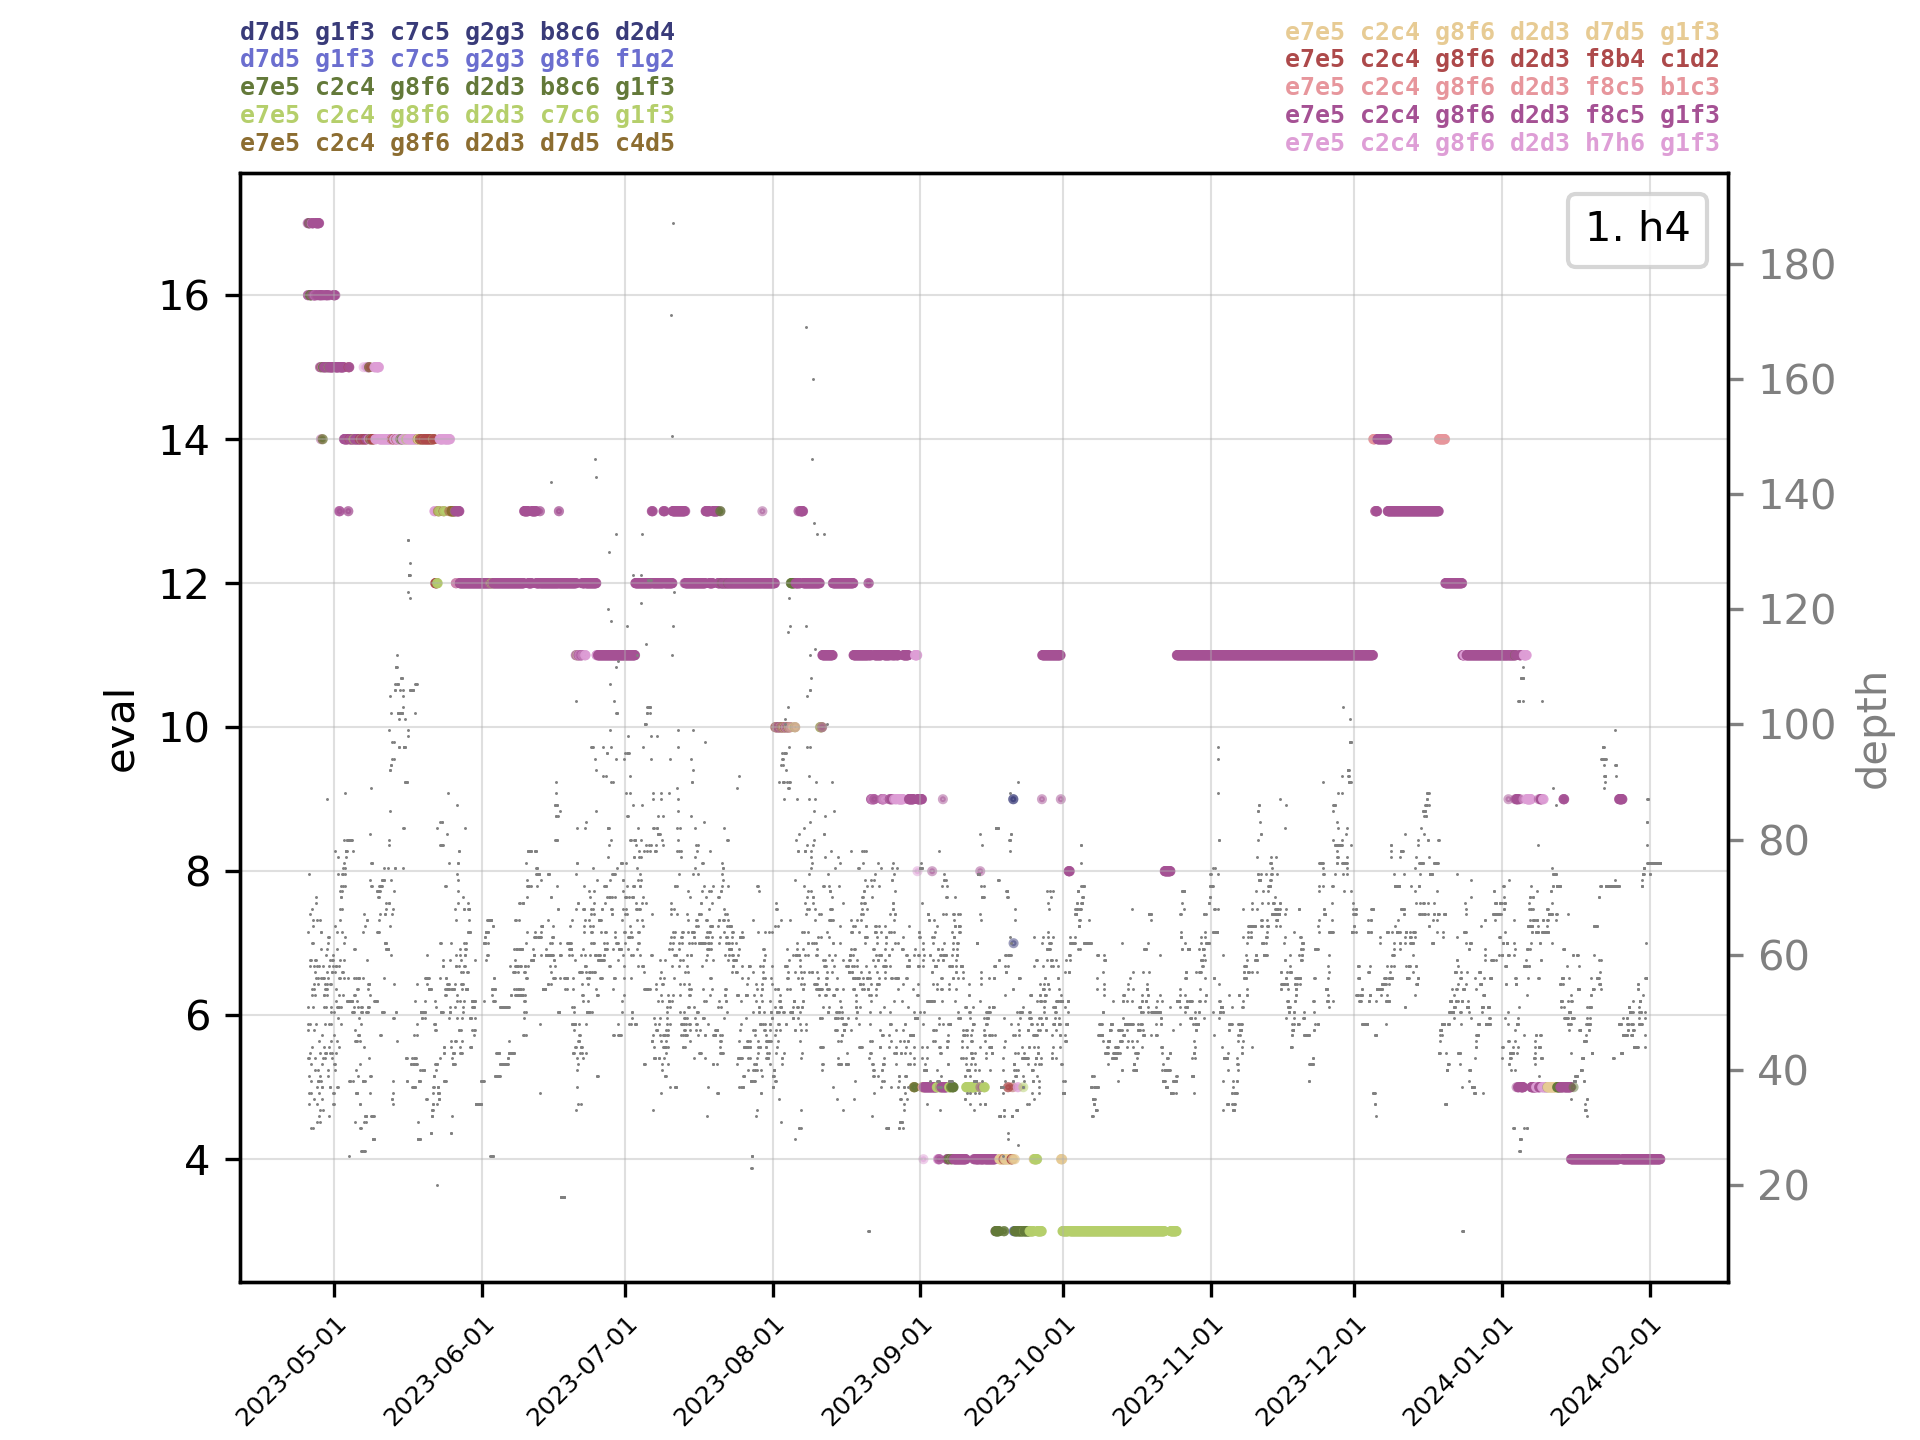 d7d5 g1f3 c7c5 g2g3 b8c6 d2d4
d7d5 g1f3 c7c5 g2g3 g8f6 f1g2
e7e5 c2c4 g8f6 d2d3 b8c6 g1f3
e7e5 c2c4 g8f6 d2d3 c7c6 g1f3
e7e5 c2c4 g8f6 d2d3 d7d5 c4d5
e7e5 c2c4 g8f6 d2d3 d7d5 g1f3
e7e5 c2c4 g8f6 d2d3 f8b4 c1d2
e7e5 c2c4 g8f6 d2d3 f8c5 b1c3
e7e5 c2c4 g8f6 d2d3 f8c5 g1f3
e7e5 c2c4 g8f6 d2d3 h7h6 g1f3
1. h4
eval
16
14
12
10
8
6
4
180
160
140
120
100
80
60
40
20
depth
2023-05-01
2023-06-01
2023-07-01
2023-08-01
2023-09-01
2023-10-01
2023-11-01
2023-12-01
2024-01-01
2024-02-01